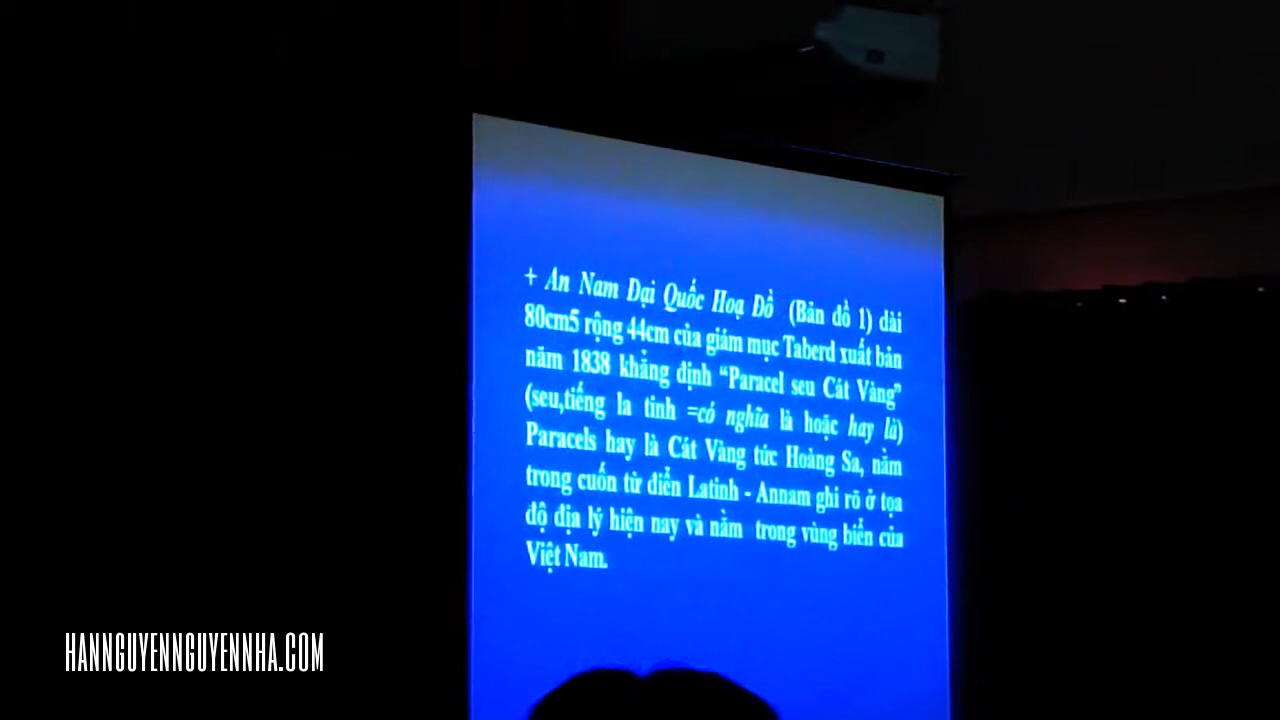 + An Nam Đại Quốc Hoạ Đồ (Bản đồ 1) dài
80cm5 rộng 44cm của giám mục Taberd xuất bản
năm 1838 khẳng định “Paracel seu Cát Vàng”
(seu,tiếng la tinh =có nghĩa là hoặc hay là)
Paracels hay là Cát Vàng tức Hoàng Sa, nằm
trong cuốn từ điển Latinh - Annam ghi rõ ở tọa
độ địa lý hiện nay và nằm trong vùng biển của
Việt Nam.
HANNGUYENNGUYENNHA.COM